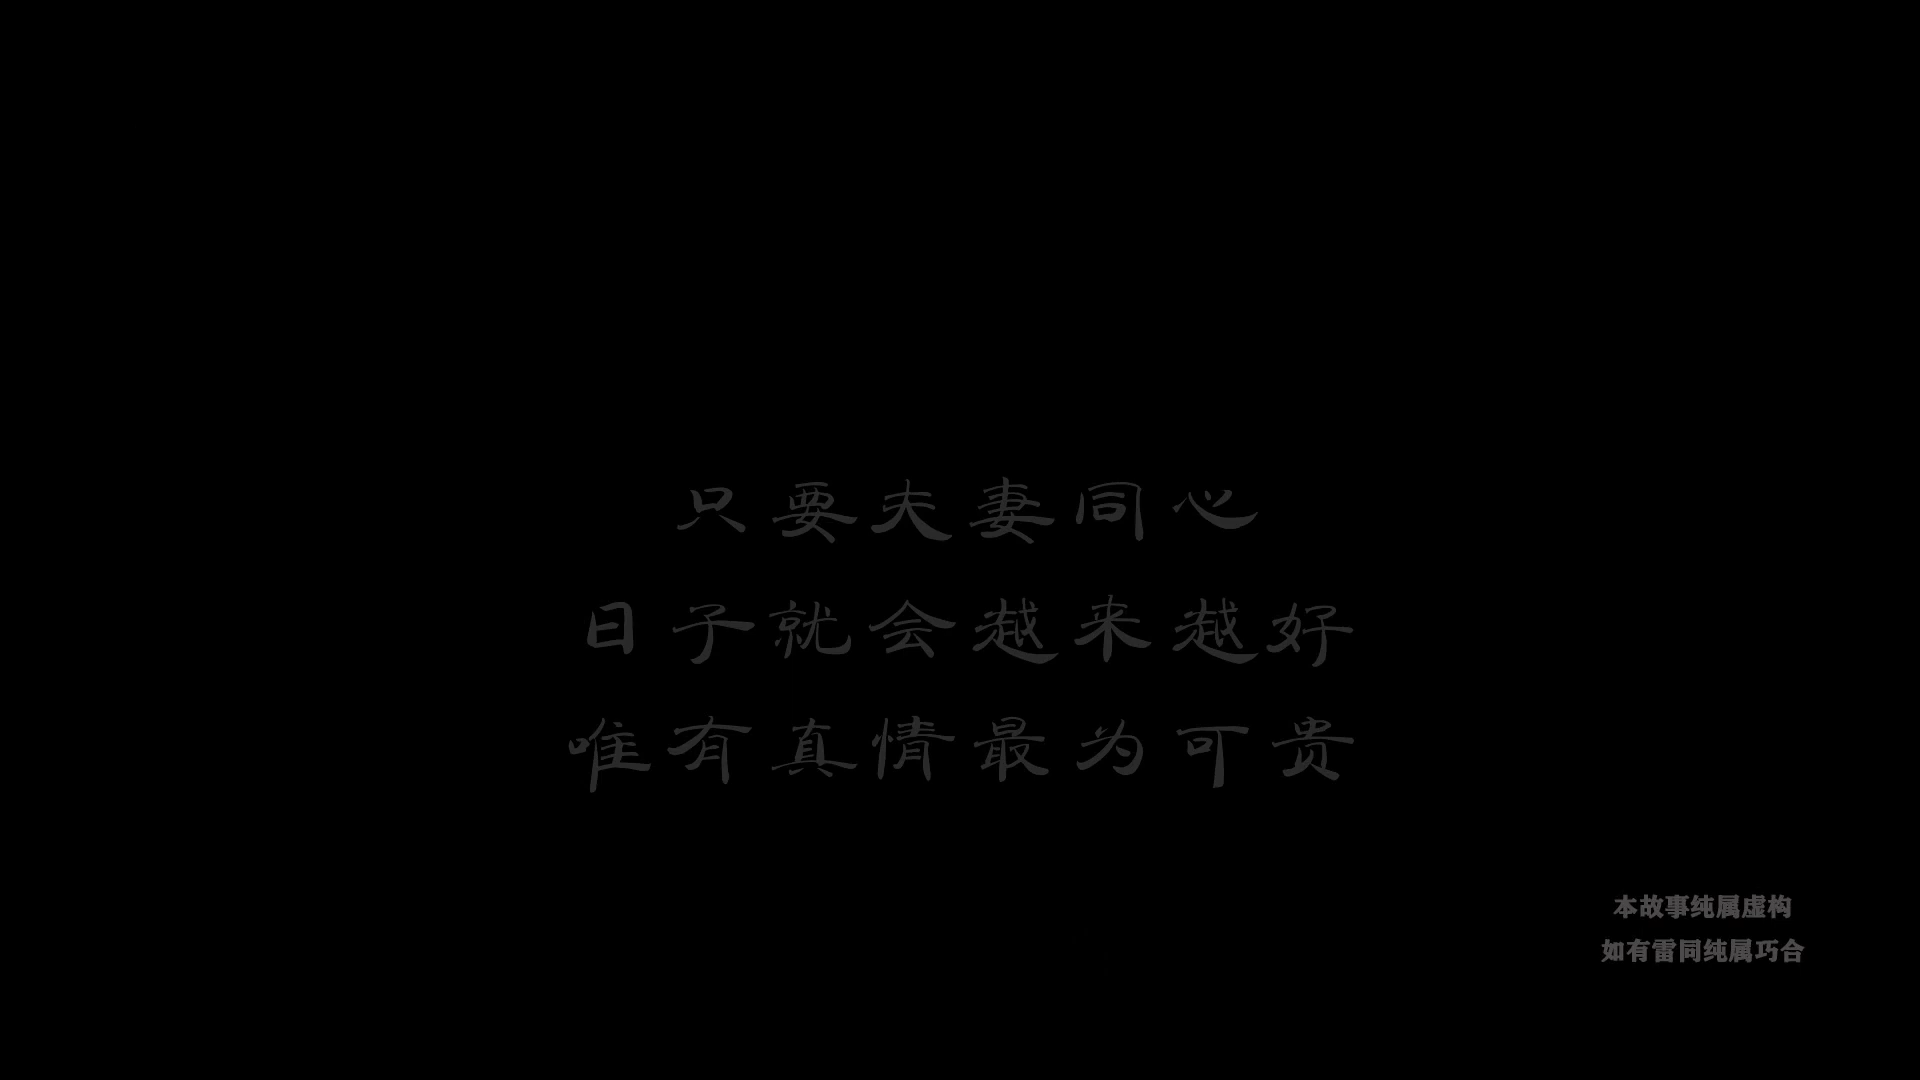 只要夫妻同心
日子就会越来越好
唯有真情最为可贵
本故事纯属虚构
如有雷同纯属巧合